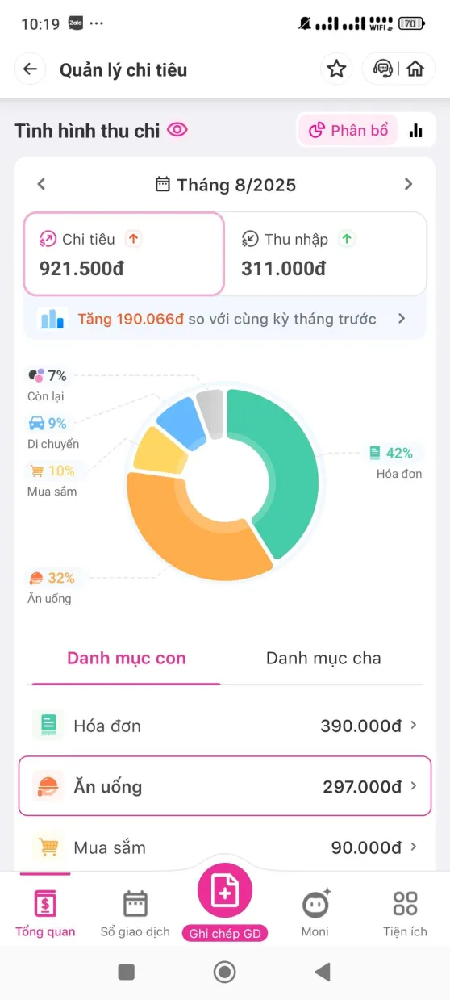 10:19 Zalo ... WIFI 70
Quản lý chi tiêu
Tình hình thu chi
Phân bổ
Tháng 8/2025
Chi tiêu
921.500đ
Thu nhập
311.000đ
Tăng 190.066đ so với cùng kỳ tháng trước
7%
Còn lại
9%
Di chuyển
10%
Mua sắm
42%
Hóa đơn
32%
Ăn uống
Danh mục con
Danh mục cha
Hóa đơn 390.000đ
Ăn uống 297.000đ
Mua sắm 90.000đ
Tổng quan
Sổ giao dịch
Ghi chép GD
Moni
Tiện ích